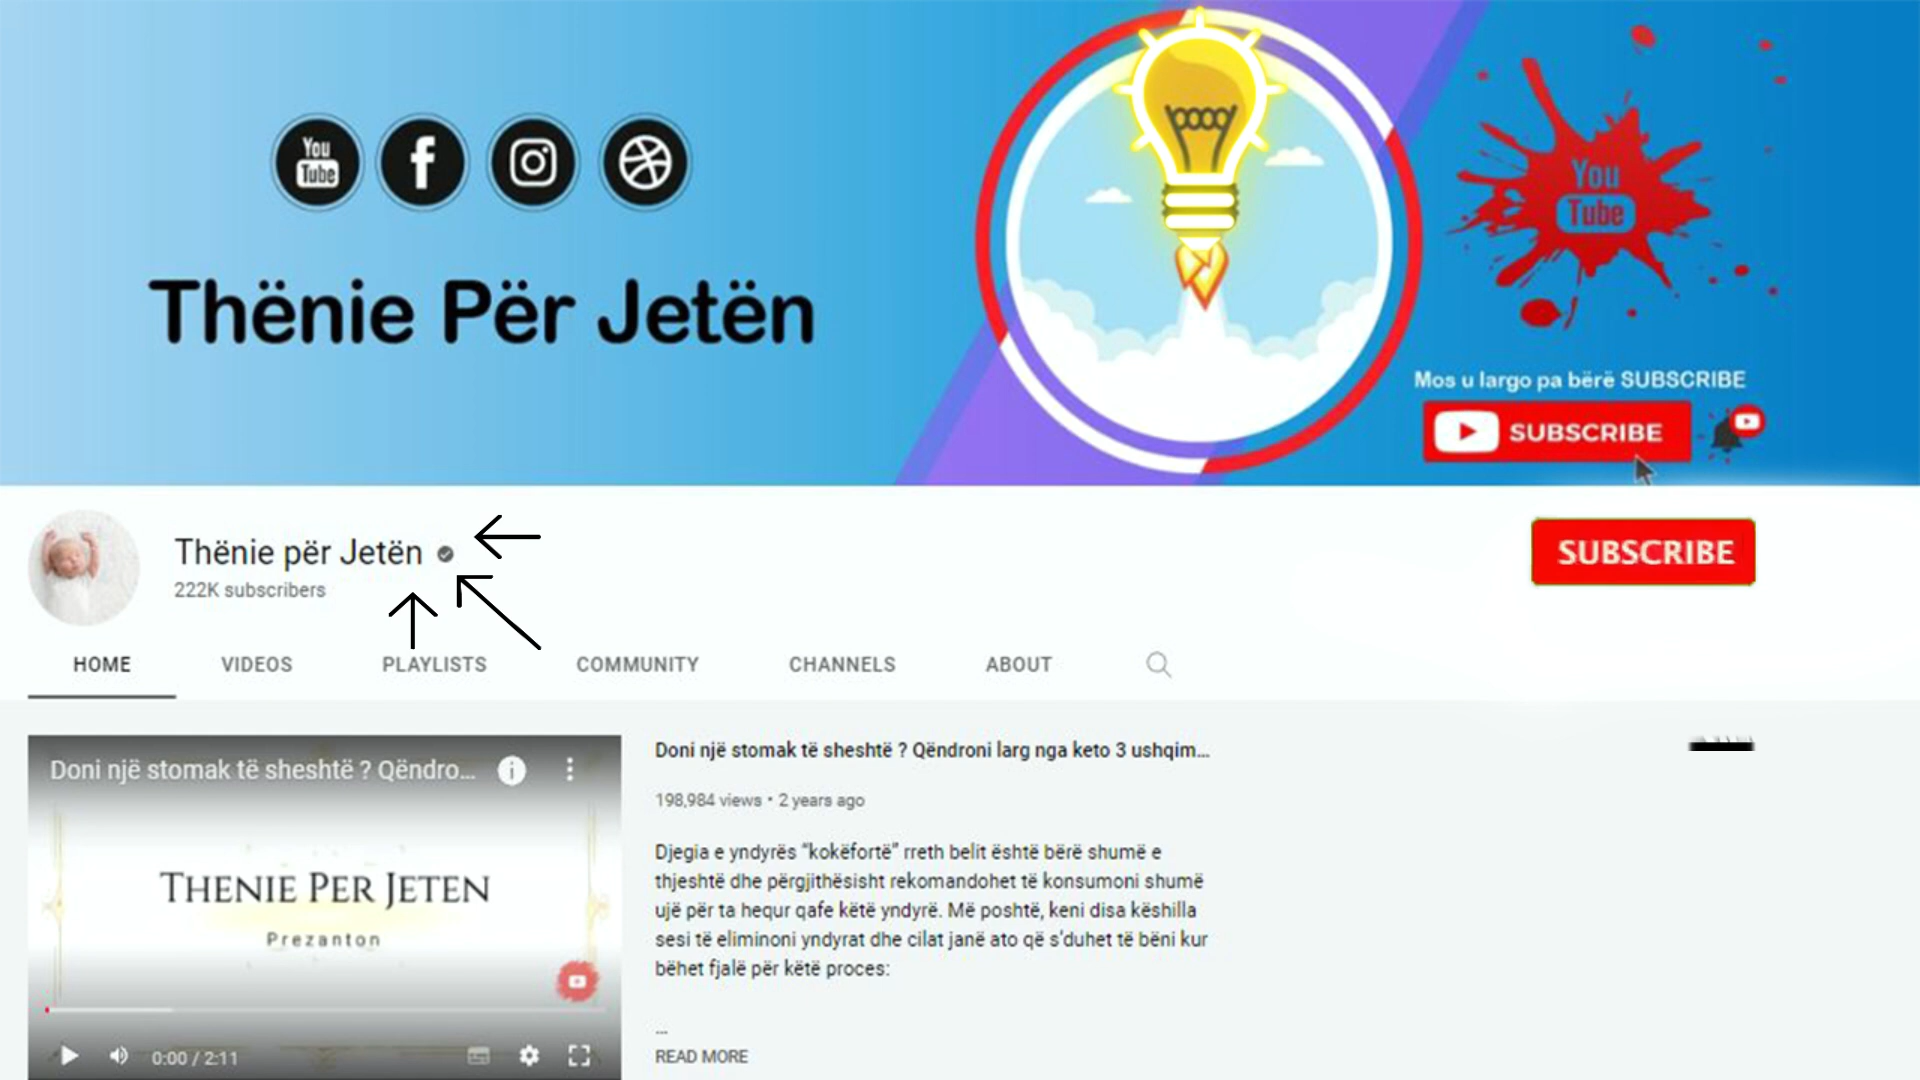 You
Tube
Thënie Për Jetën
You
Tube
Mos u largo pa bërë SUBSCRIBE
SUBSCRIBE
Thënie për Jetën
222K subscribers
SUBSCRIBE
HOME VIDEOS PLAYLISTS COMMUNITY CHANNELS ABOUT
Doni një stomak të sheshtë ? Qëndro...
THENIE PER JETEN
Prezanton
0:00 / 2:11
Doni një stomak të sheshtë ? Qëndroni larg nga keto 3 ushqim...
198,984 views • 2 years ago
Djegia e yndyrës “kokëfortë” rreth belit është bërë shumë e
thjeshtë dhe përgjithësisht rekomandohet të konsumoni shumë
ujë për ta hequr qafe këtë yndyrë. Më poshtë, keni disa këshilla
sesi të eliminoni yndyrat dhe cilat janë ato që s'duhet të bëni kur
bëhet fjalë për këtë proces:
...
READ MORE